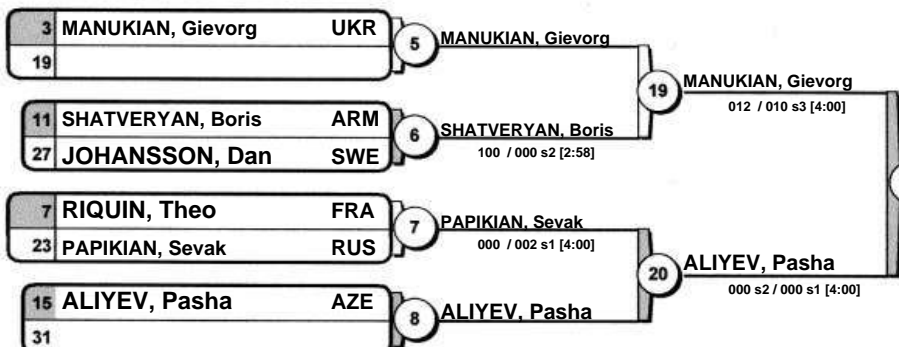 3 MANUKIAN, Gievorg UKR
19
5 MANUKIAN, Gievorg
11 SHATVERYAN, Boris ARM
27 JOHANSSON, Dan SWE
6 SHATVERYAN, Boris
100 / 000 s2 [2:58]
19 MANUKIAN, Gievorg
012 / 010 s3 [4:00]
7 RIQUIN, Theo FRA
23 PAPIKIAN, Sevak RUS
7 PAPIKIAN, Sevak
000 / 002 s1 [4:00]
15 ALIYEV, Pasha AZE
31
8 ALIYEV, Pasha
20 ALIYEV, Pasha
000 s2 / 000 s1 [4:00]